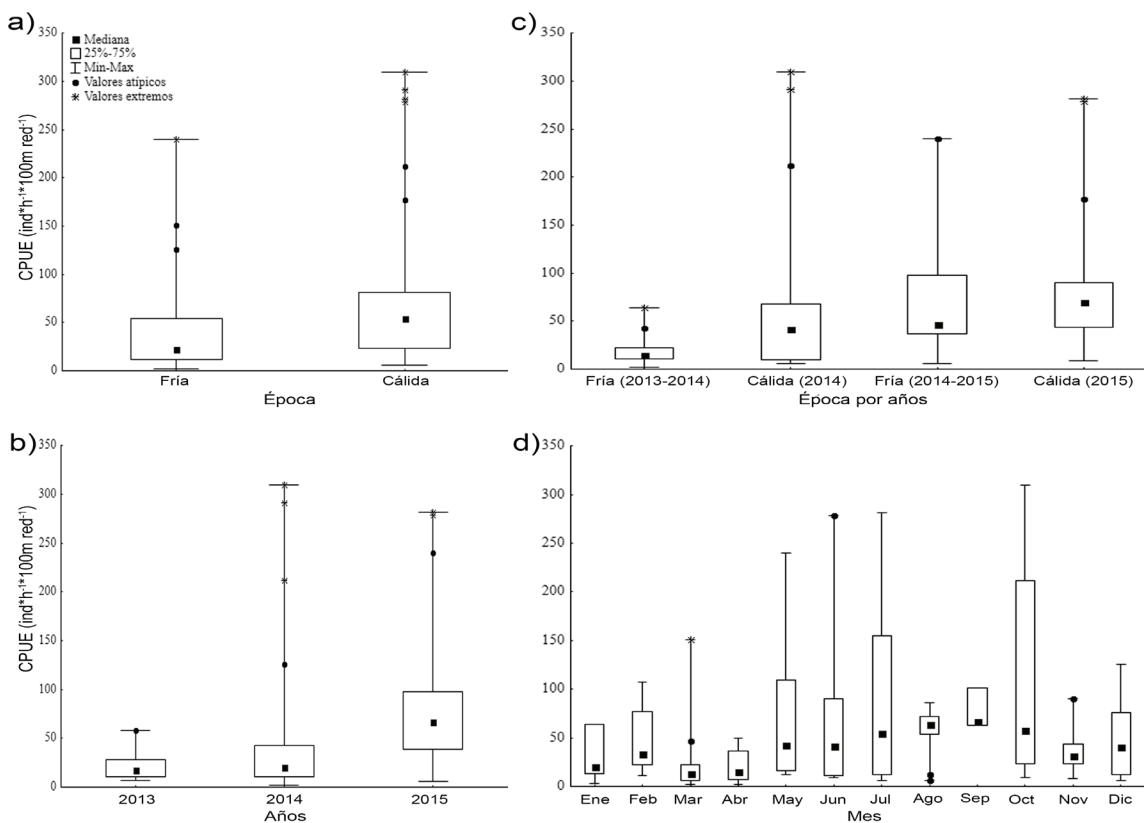 a)
■ Mediana
25%-75%
Min-Max
● Valores atípicos
✳ Valores extremos
350
300
250
200
150
100
50
0
CPUE (ind*h⁻¹*100m red⁻¹)
Fría Cálida
Época
c)
350
300
250
200
150
100
50
0
Fría (2013-2014) Cálida (2014) Fría (2014-2015) Cálida (2015)
Época por años
b)
350
300
250
200
150
100
50
0
CPUE (ind*h⁻¹*100m red⁻¹)
2013 2014 2015
Años
d)
350
300
250
200
150
100
50
0
Ene Feb Mar Abr May Jun Jul Ago Sep Oct Nov Dic
Mes